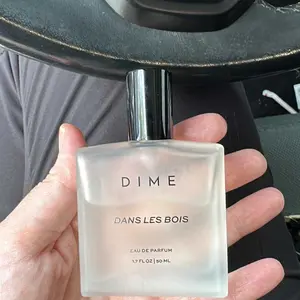 DIME
DANS LES BOIS
EAU DE PARFUM
1.7 FL OZ | 50 ML